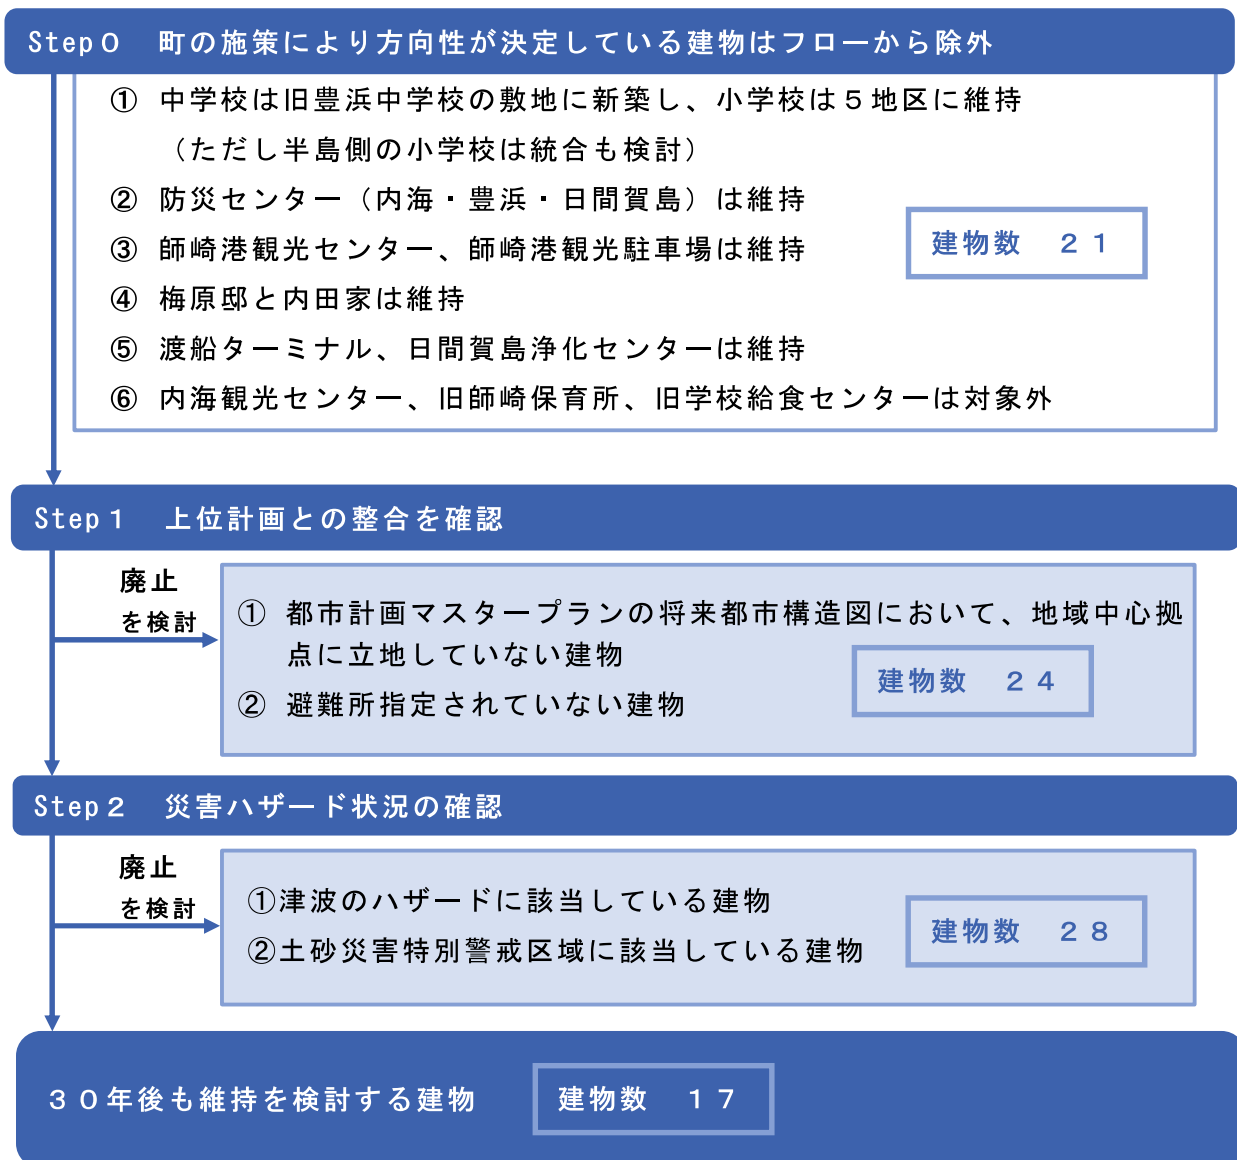 Step０　町の施策により方向性が決定している建物はフローから除外
①　中学校は旧豊浜中学校の敷地に新築し、小学校は５地区に維持
（ただし半島側の小学校は統合も検討）
②　防災センター（内海・豊浜・日間賀島）は維持
③　師崎港観光センター、師崎港観光駐車場は維持
建物数　２１
④　梅原邸と内田家は維持
⑤　渡船ターミナル、日間賀島浄化センターは維持
⑥　内海観光センター、旧師崎保育所、旧学校給食センターは対象外
Step１　上位計画との整合を確認
廃止
を検討
①　都市計画マスタープランの将来都市構造図において、地域中心拠
点に立地していない建物
建物数　２４
②　避難所指定されていない建物
Step２　災害ハザード状況の確認
廃止
を検討
①津波のハザードに該当している建物
②土砂災害特別警戒区域に該当している建物
建物数　２８
３０年後も維持を検討する建物
建物数　１７